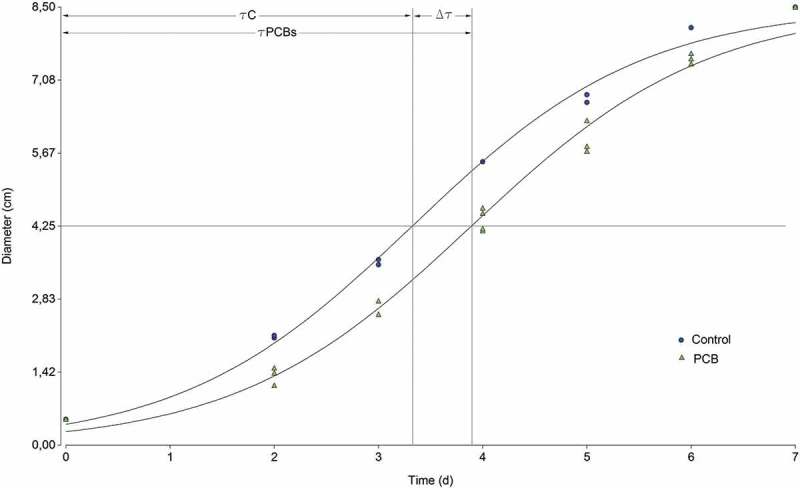 8,50
τC
Δτ
τPCBs
7,08
5,67
4,25
2,83
1,42
0,00
Diameter (cm)
Control
PCB
0 1 2 3 4 5 6 7
Time (d)